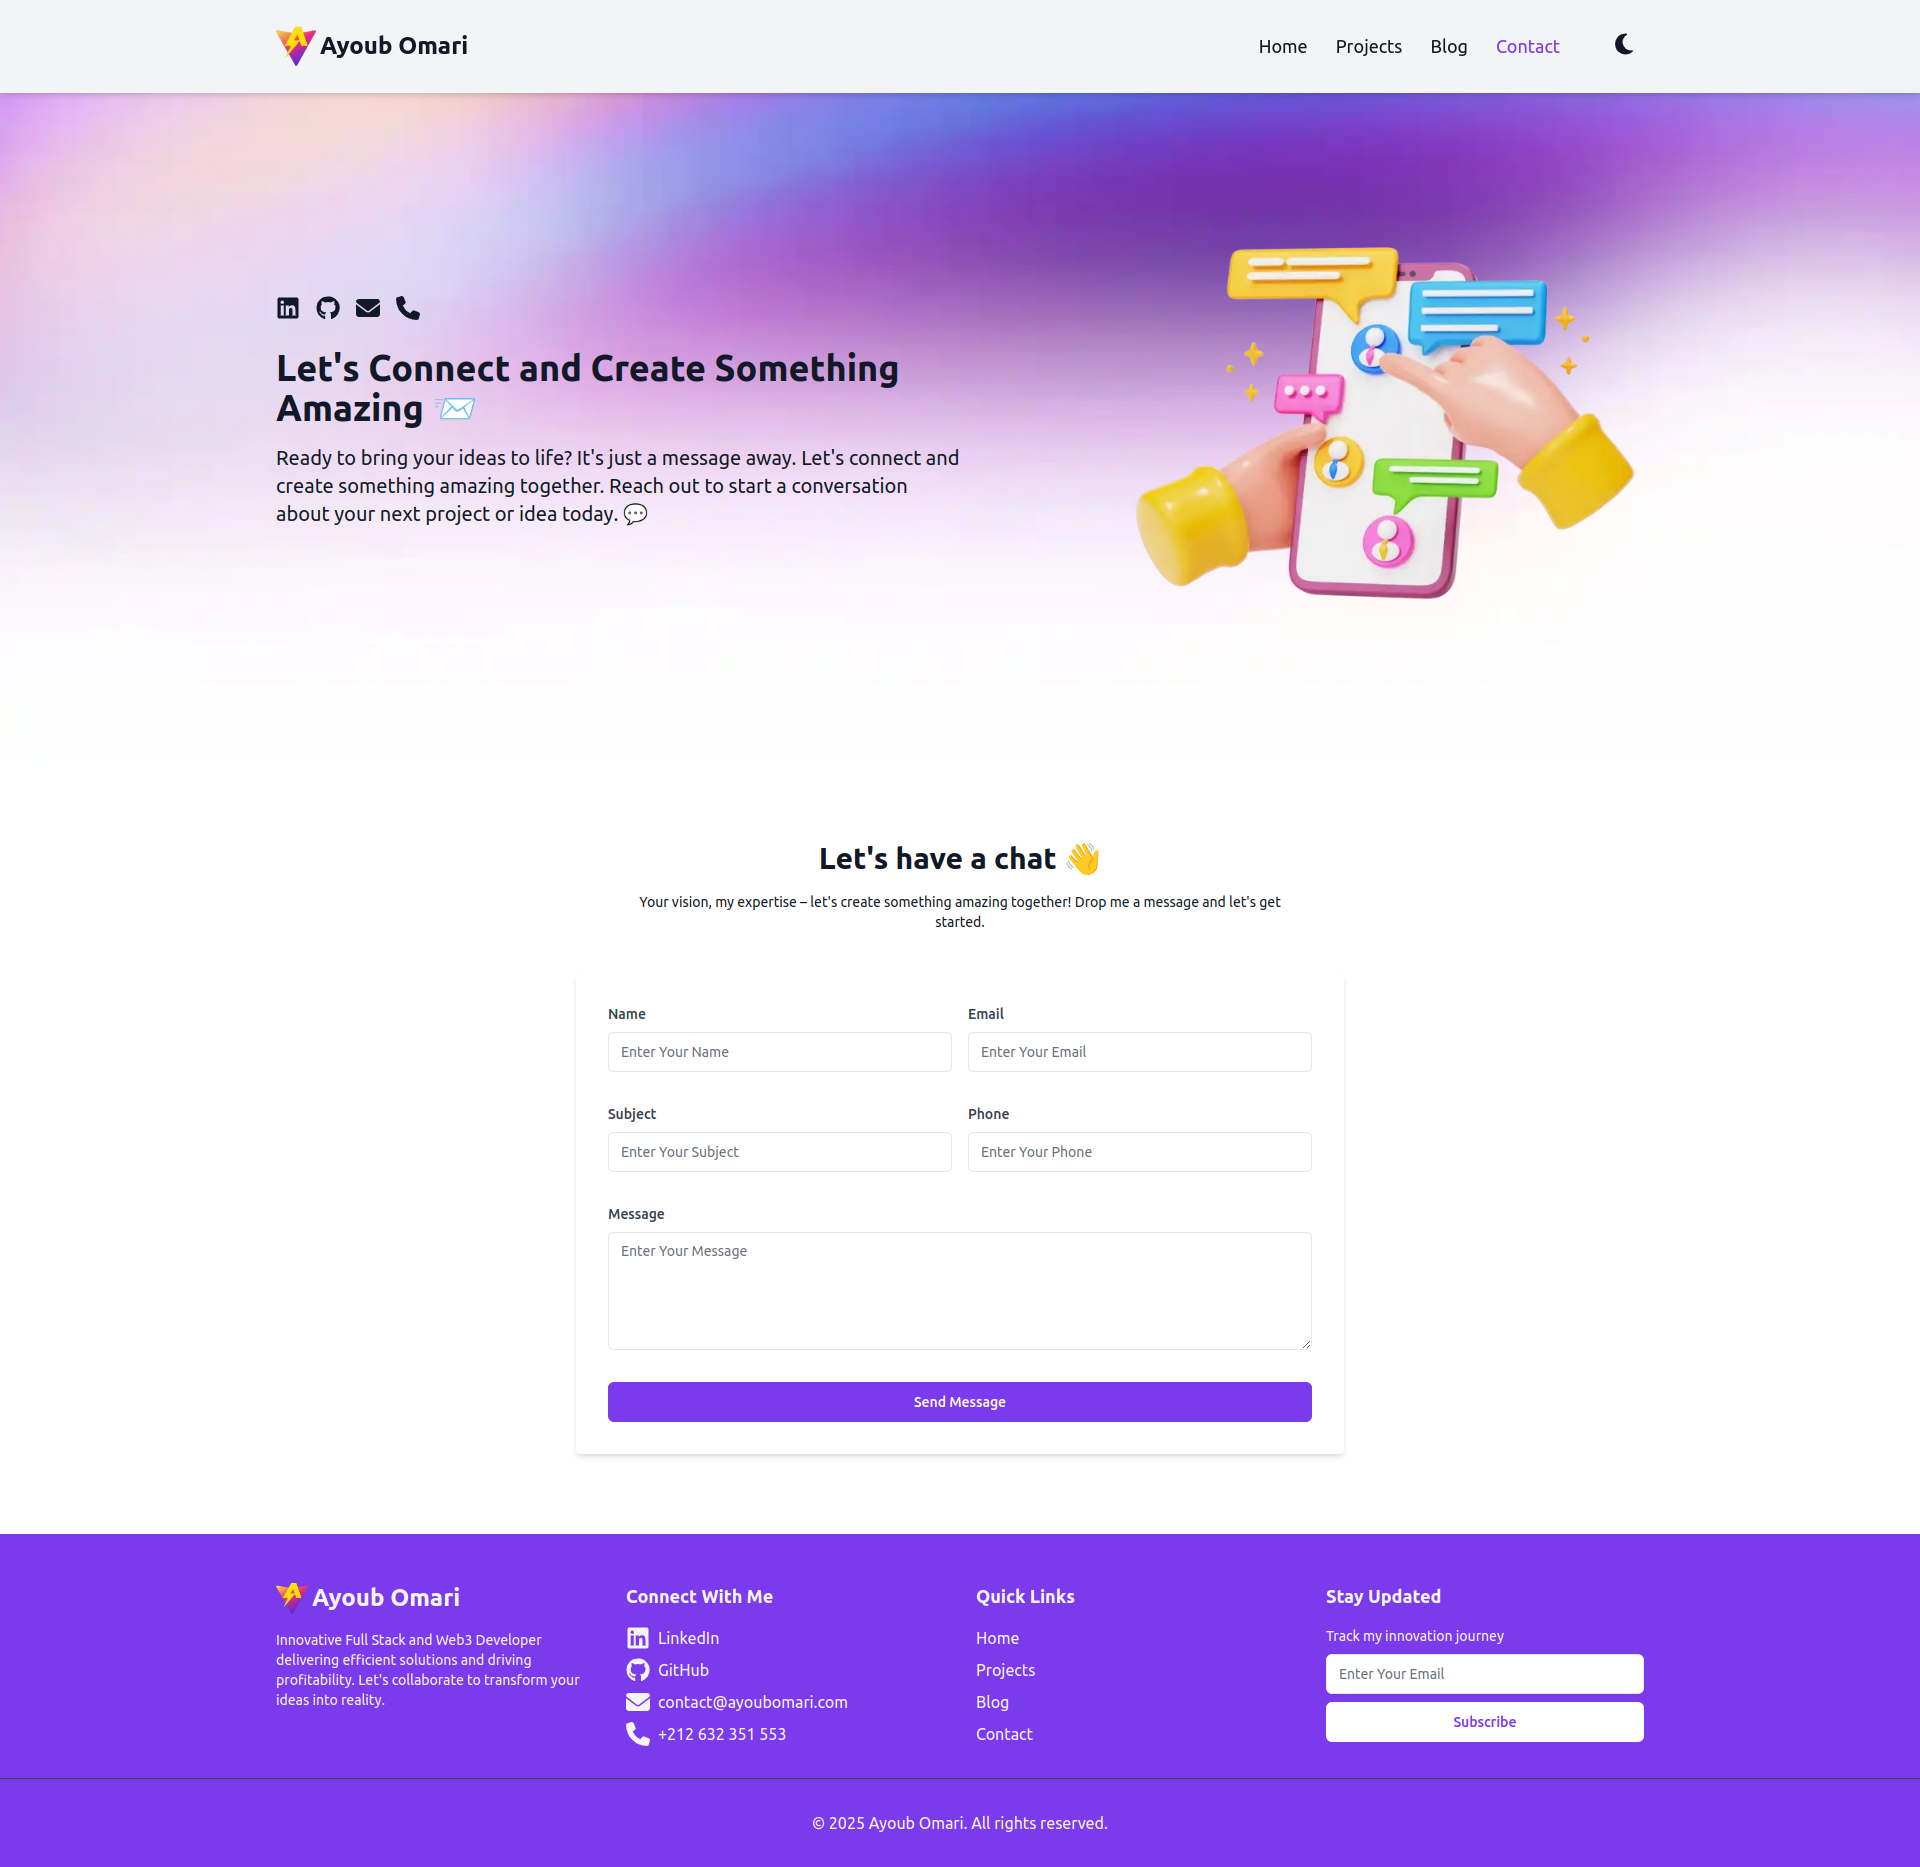 Ayoub Omari
Home
Projects
Blog
Contact
Let's Connect and Create Something
Amazing 📨
Ready to bring your ideas to life? It's just a message away. Let's connect and
create something amazing together. Reach out to start a conversation
about your next project or idea today. 💬
Let's have a chat 👋
Your vision, my expertise – let's create something amazing together! Drop me a message and let's get
started.
Name
Enter Your Name
Email
Enter Your Email
Subject
Enter Your Subject
Phone
Enter Your Phone
Message
Enter Your Message
Send Message
Ayoub Omari
Innovative Full Stack and Web3 Developer
delivering efficient solutions and driving
profitability. Let's collaborate to transform your
ideas into reality.
Connect With Me
LinkedIn
GitHub
contact@ayoubomari.com
+212 632 351 553
Quick Links
Home
Projects
Blog
Contact
Stay Updated
Track my innovation journey
Enter Your Email
Subscribe
© 2025 Ayoub Omari. All rights reserved.